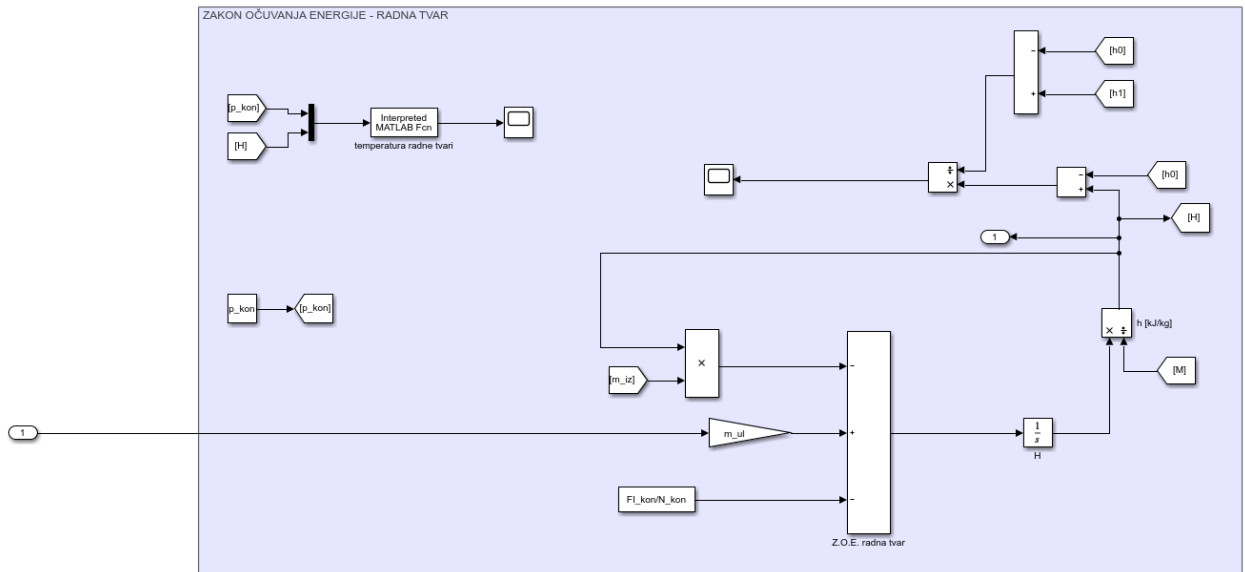 ZAKON OČUVANJA ENERGIJE - RADNA TVAR
[h0]
[h1]
[p_kon]
[H]
Interpreted
MATLAB Fcn
temperatura radne tvari
÷
×
[h0]
[H]
1
p_kon
[p_kon]
× ÷
h [kJ/kg]
[M]
×
[m_iz]
1
m_ul
1
s
H
FI_kon/N_kon
Z.O.E. radna tvar